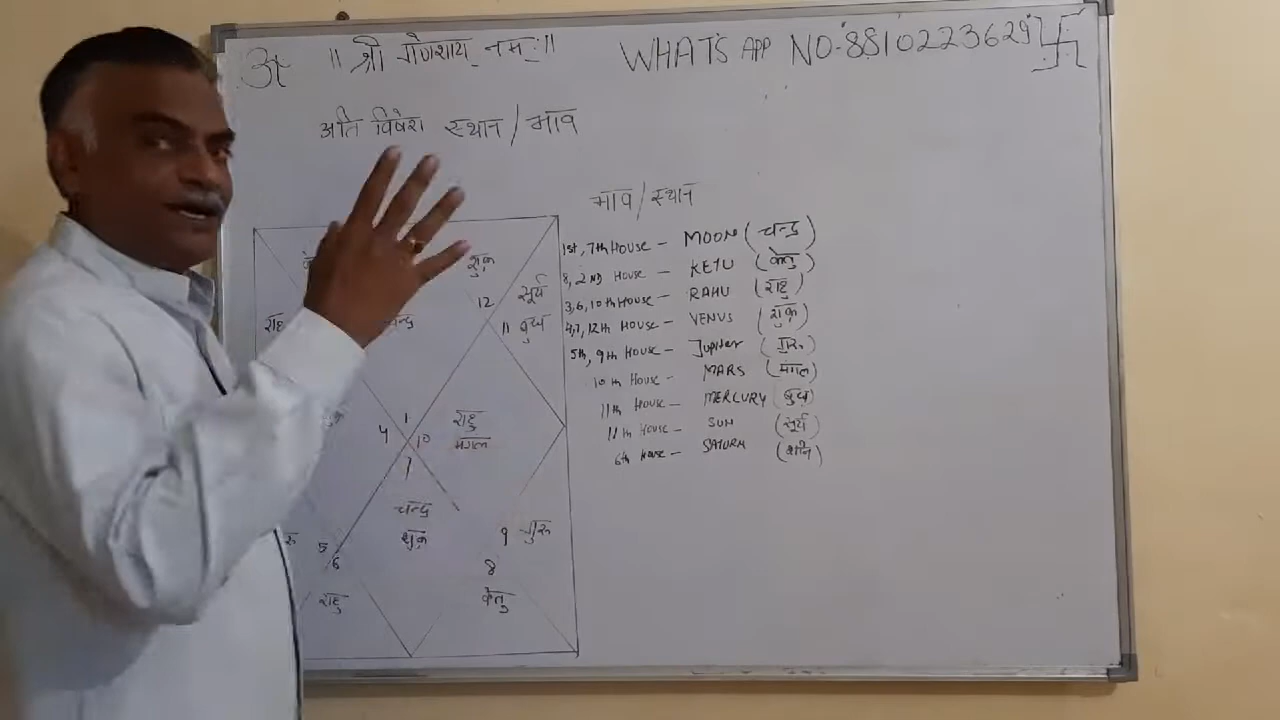 ॐ ॥ श्री गणेशाय नमः ॥ WHAT'S APP NO-8810223629 卐
अति विषेश स्थान / भाव
भाव / स्थान
1st, 7th House - MOON (चन्द्र)
8, 2ND House - KETU (केतु)
3,6,10th House - RAHU (राहु)
4,7,12th House - VENUS (शुक्र)
5th, 9th House - Jupiter (गुरू)
10th House - MARS (मंगल)
11th House - MERCURY (बुध)
11th House - SUN (सूर्य)
6th House - SATURN (शनि)
शुक्र
12 सूर्य
11 बुध
1
4 10
7
राहु
मंगल
चन्द्र
शुक्र
5
6
9 गुरू
8
राहु
केतु